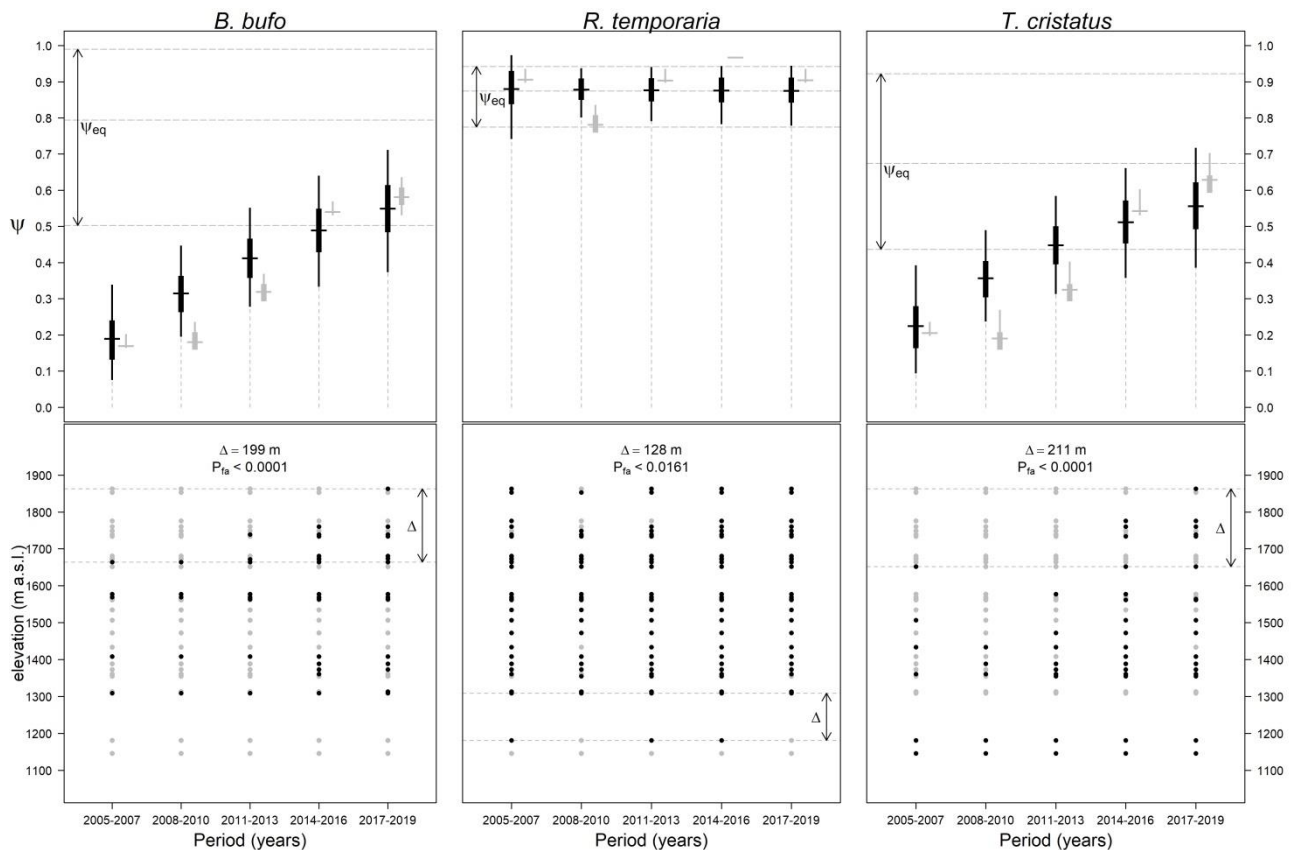 B. bufo
R. temporaria
T. cristatus
1.0
0.9
0.8
0.7
0.6
0.5
0.4
0.3
0.2
0.1
0.0
ψ
ψeq
ψeq
ψeq
1.0
0.9
0.8
0.7
0.6
0.5
0.4
0.3
0.2
0.1
0.0
Δ = 199 m
Pfa < 0.0001
Δ = 128 m
Pfa < 0.0161
Δ = 211 m
Pfa < 0.0001
1900
1800
1700
1600
1500
1400
1300
1200
1100
elevation (m a.s.l.)
Δ
Δ
Δ
1900
1800
1700
1600
1500
1400
1300
1200
1100
2005-2007 2008-2010 2011-2013 2014-2016 2017-2019
Period (years)
2005-2007 2008-2010 2011-2013 2014-2016 2017-2019
Period (years)
2005-2007 2008-2010 2011-2013 2014-2016 2017-2019
Period (years)